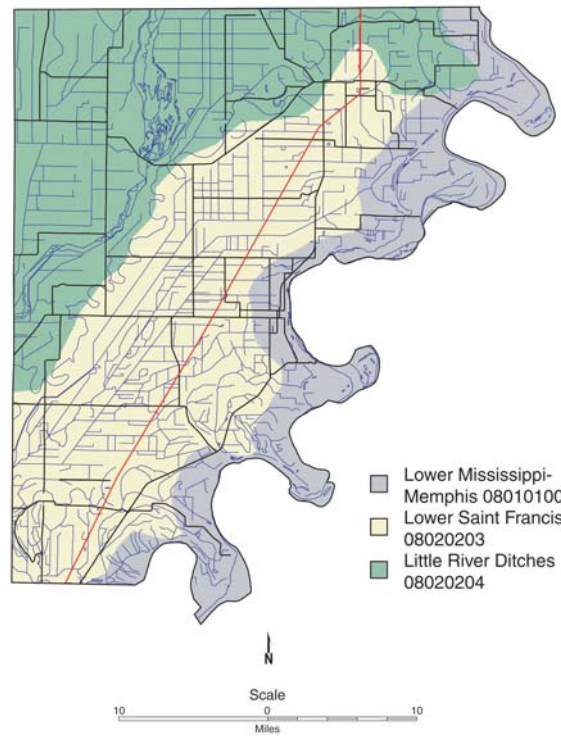 Lower Mississippi-
Memphis 08010100
Lower Saint Francis
08020203
Little River Ditches
08020204
N
Scale
10 0 10
Miles